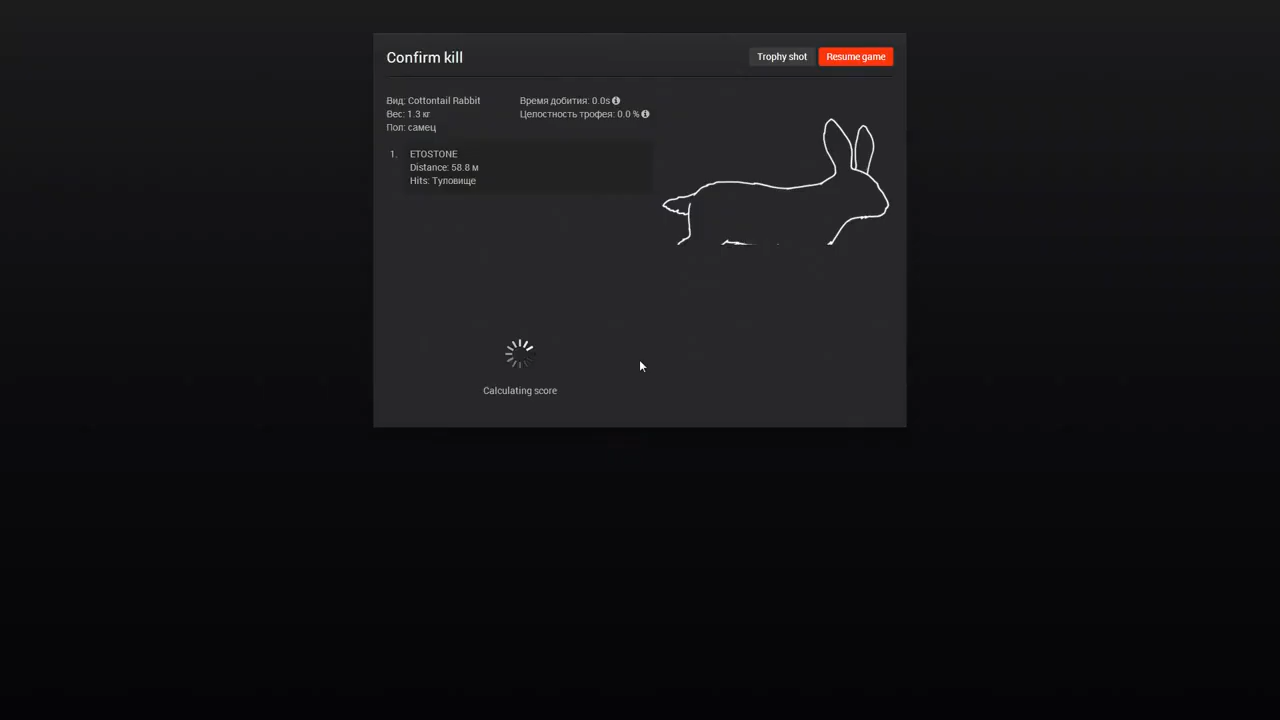 Confirm kill
Trophy shot
Resume game
Вид: Cottontail Rabbit
Вес: 1.3 кг
Пол: самец
Время добития: 0.0s
Целостность трофея: 0.0 %
1.
ETOSTONE
Distance: 58.8 м
Hits: Туловище
Calculating score